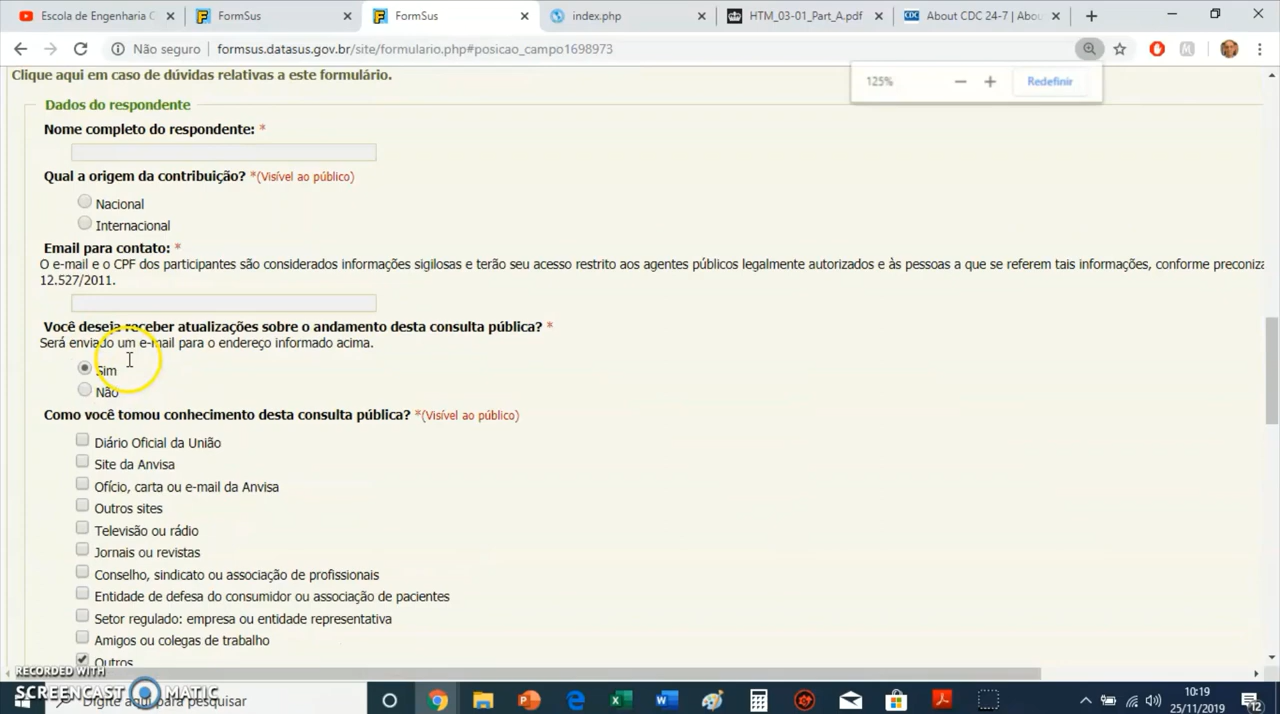 Escola de Engenharia C
FormSus
FormSus
index.php
HTM_03-01_Part_A.pdf
CDC
About CDC 24-7 | Abou
Não seguro
formsus.datasus.gov.br/site/formulario.php#posicao_campo1698973
Clique aqui em caso de dúvidas relativas a este formulário.
125%
Redefinir
Dados do respondente
Nome completo do respondente: *
Qual a origem da contribuição? *(Visível ao público)
Nacional
Internacional
Email para contato: *
O e-mail e o CPF dos participantes são considerados informações sigilosas e terão seu acesso restrito aos agentes públicos legalmente autorizados e às pessoas a que se referem tais informações, conforme preconiza
12.527/2011.
Você deseja receber atualizações sobre o andamento desta consulta pública? *
Será enviado um e-mail para o endereço informado acima.
Sim
Não
Como você tomou conhecimento desta consulta pública? *(Visível ao público)
Diário Oficial da União
Site da Anvisa
Ofício, carta ou e-mail da Anvisa
Outros sites
Televisão ou rádio
Jornais ou revistas
Conselho, sindicato ou associação de profissionais
Entidade de defesa do consumidor ou associação de pacientes
Setor regulado: empresa ou entidade representativa
Amigos ou colegas de trabalho
Outros
RECORDED WITH
SCREENCAST MATIC
Digite aqui para pesquisar
10:19
25/11/2019
12